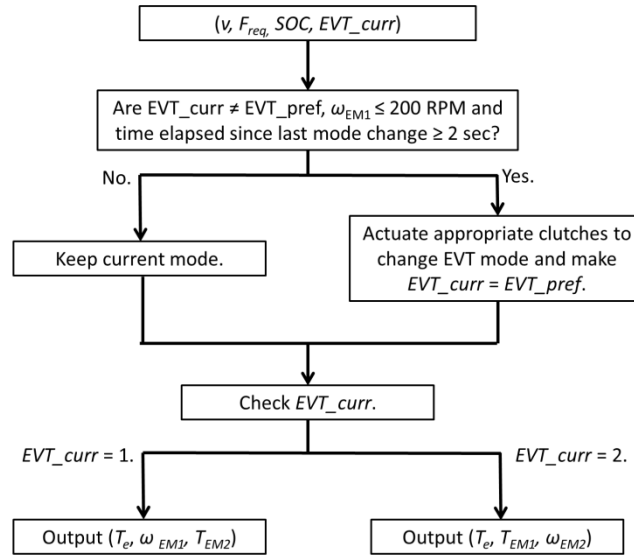 (v, F_req, SOC, EVT_curr)
Are EVT_curr ≠ EVT_pref, ω_EM1 ≤ 200 RPM and
time elapsed since last mode change ≥ 2 sec?
No.
Yes.
Keep current mode.
Actuate appropriate clutches to
change EVT mode and make
EVT_curr = EVT_pref.
Check EVT_curr.
EVT_curr = 1.
EVT_curr = 2.
Output (T_e, ω_EM1, T_EM2)
Output (T_e, T_EM1, ω_EM2)